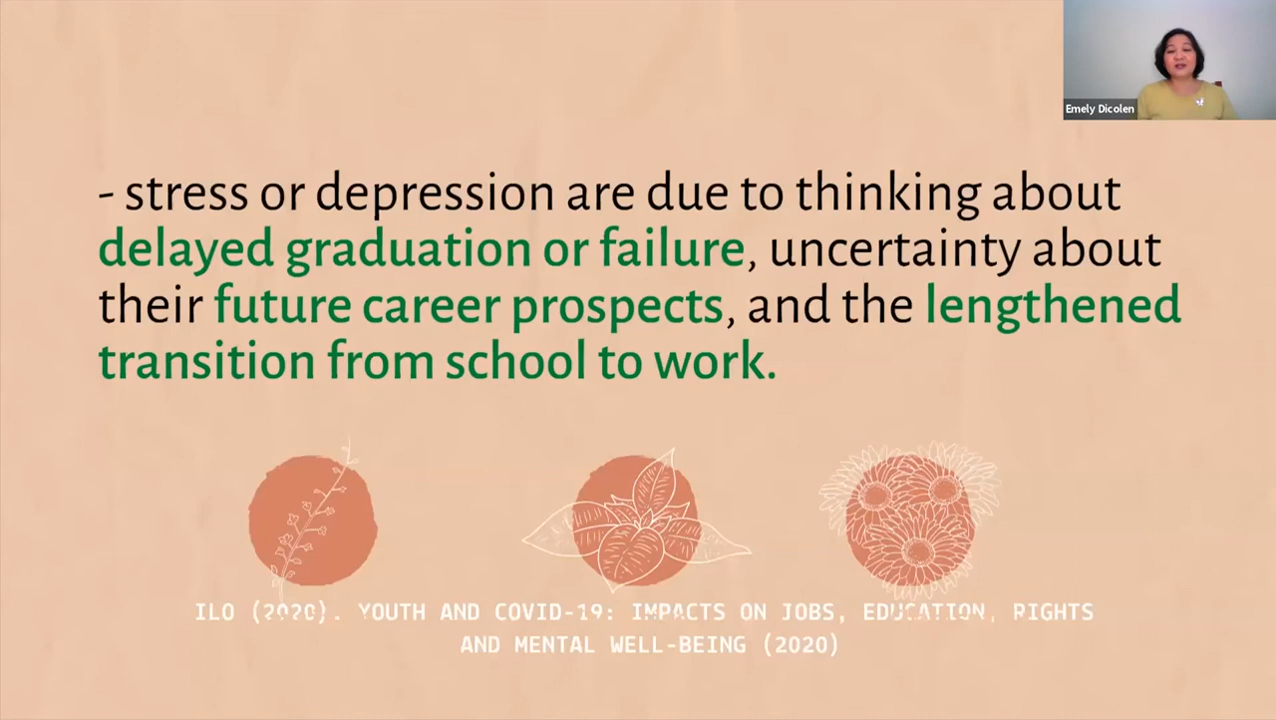 Emely Dicolen
- stress or depression are due to thinking about
delayed graduation or failure, uncertainty about
their future career prospects, and the lengthened
transition from school to work.
ILO (2020). YOUTH AND COVID-19: IMPACTS ON JOBS, EDUCATION, RIGHTS
AND MENTAL WELL-BEING (2020)